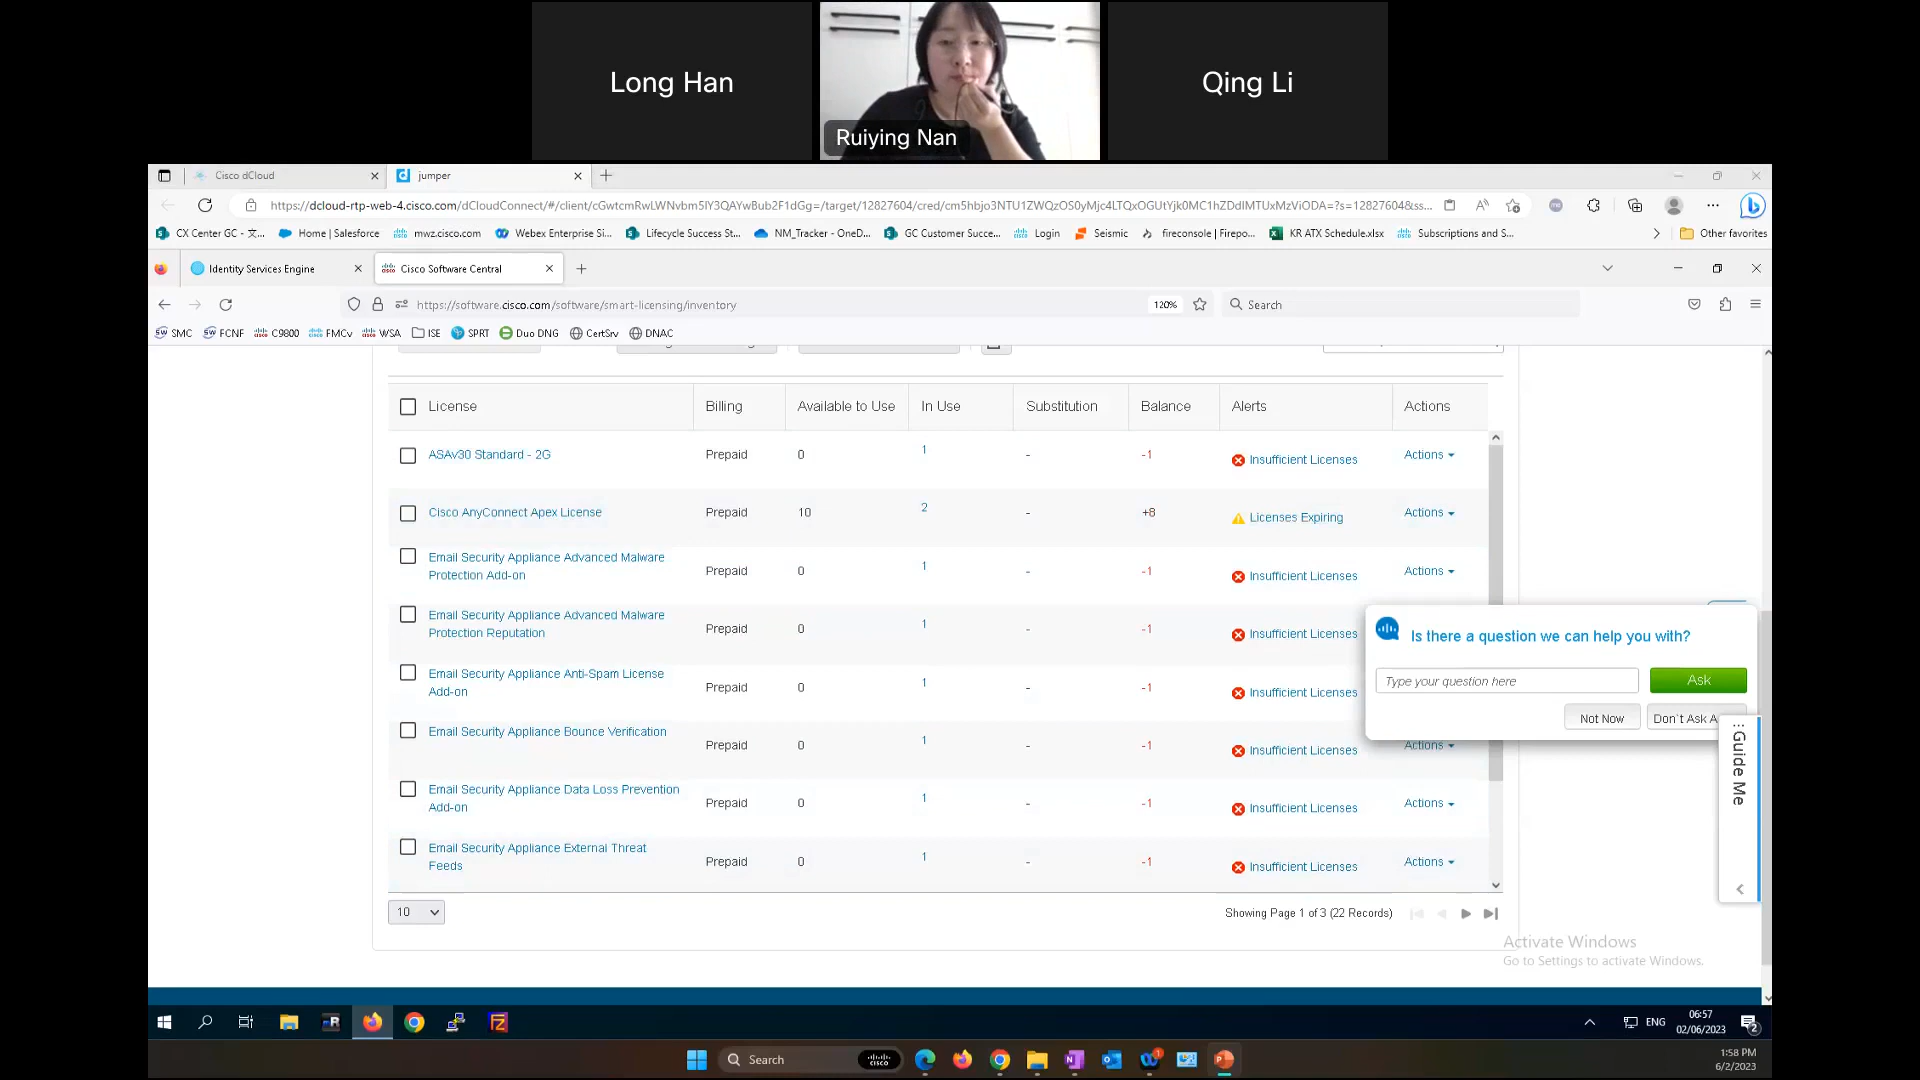 Long Han
Ruiying Nan
Qing Li
Cisco dCloud
jumper
https://dcloud-rtp-web-4.cisco.com/dCloudConnect/#/client/
CX Center GC - 文...
Home | Salesforce
mwz.cisco.com
Webex Enterprise Si...
Lifecycle Success St...
NM_Tracker - OneD...
GC Customer Succe...
Login
Seismic
fireconsole | Firepo...
KR ATX Schedule.xlsx
Subscriptions and S...
Other favorites
Identity Services Engine
Cisco Software Central
https://software.cisco.com/software/smart-licensing/inventory
120%
Search
SMC FCNF C9800 FMCv WSA ISE SPRT Duo DNG CertSrv DNAC
License Billing Available to Use In Use Substitution Balance Alerts Actions
ASAv30 Standard - 2G Prepaid 0 1 - -1 Insufficient Licenses Actions
Cisco AnyConnect Apex License Prepaid 10 2 - +8 Licenses Expiring Actions
Email Security Appliance Advanced Malware
Protection Add-on
Prepaid 0 1 - -1 Insufficient Licenses Actions
Email Security Appliance Advanced Malware
Protection Reputation
Prepaid 0 1 - -1 Insufficient Licenses
Email Security Appliance Anti-Spam License
Add-on
Prepaid 0 1 - -1 Insufficient Licenses
Email Security Appliance Bounce Verification Prepaid 0 1 - -1 Insufficient Licenses Actions
Email Security Appliance Data Loss Prevention
Add-on
Prepaid 0 1 - -1 Insufficient Licenses Actions
Email Security Appliance External Threat
Feeds
Prepaid 0 1 - -1 Insufficient Licenses Actions
Is there a question we can help you with?
Type your question here
Ask
Not Now
Don't Ask A
Guide Me
10
Showing Page 1 of 3 (22 Records)
Activate Windows
Go to Settings to activate Windows.
ENG
06:57
02/06/2023
2
Search
cisco
1
1:58 PM
6/2/2023